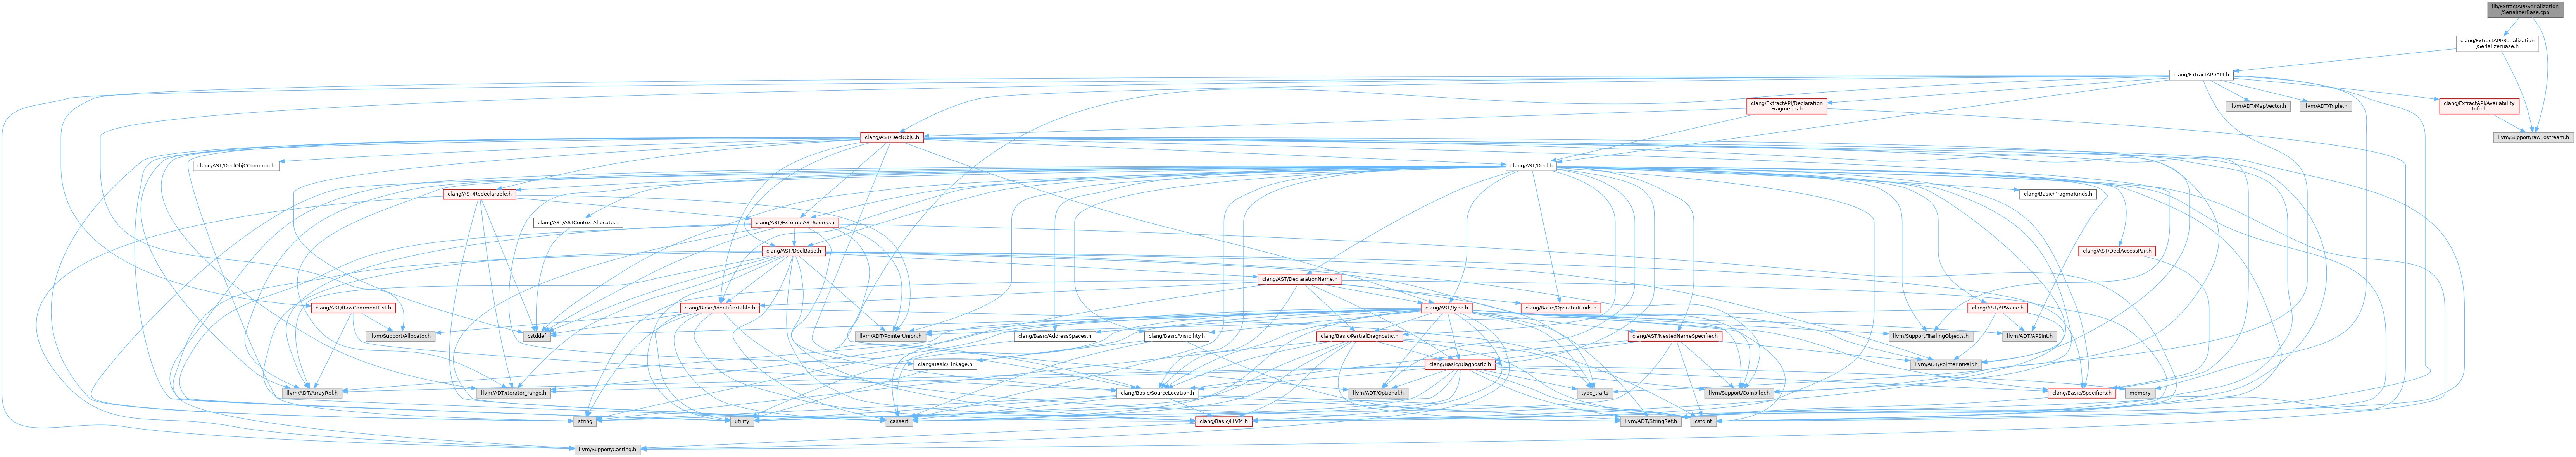 lib/ExtractAPI/Serialization
/SerializerBase.cpp
clang/ExtractAPI/Serialization
/SerializerBase.h
clang/ExtractAPI/API.h
clang/ExtractAPI/Declaration
Fragments.h
llvm/ADT/MapVector.h
llvm/ADT/Triple.h
clang/ExtractAPI/Availability
Info.h
clang/AST/DeclObjC.h
llvm/Support/raw_ostream.h
clang/AST/DeclObjCCommon.h
clang/AST/Decl.h
clang/AST/Redeclarable.h
clang/Basic/PragmaKinds.h
clang/AST/ASTContextAllocate.h
clang/AST/ExternalASTSource.h
clang/AST/DeclBase.h
clang/AST/DeclAccessPair.h
clang/AST/DeclarationName.h
clang/AST/RawCommentList.h
clang/Basic/IdentifierTable.h
clang/AST/Type.h
clang/Basic/OperatorKinds.h
clang/AST/APValue.h
llvm/Support/Allocator.h
cstddef
llvm/ADT/PointerUnion.h
clang/Basic/AddressSpaces.h
clang/Basic/Visibility.h
clang/Basic/PartialDiagnostic.h
clang/AST/NestedNameSpecifier.h
llvm/Support/TrailingObjects.h
llvm/ADT/APSInt.h
clang/Basic/Linkage.h
clang/Basic/Diagnostic.h
llvm/ADT/PointerIntPair.h
llvm/ADT/ArrayRef.h
llvm/ADT/iterator_range.h
clang/Basic/SourceLocation.h
llvm/ADT/Optional.h
type_traits
llvm/Support/Compiler.h
clang/Basic/Specifiers.h
memory
string
utility
cassert
clang/Basic/LLVM.h
llvm/ADT/StringRef.h
cstdint
llvm/Support/Casting.h